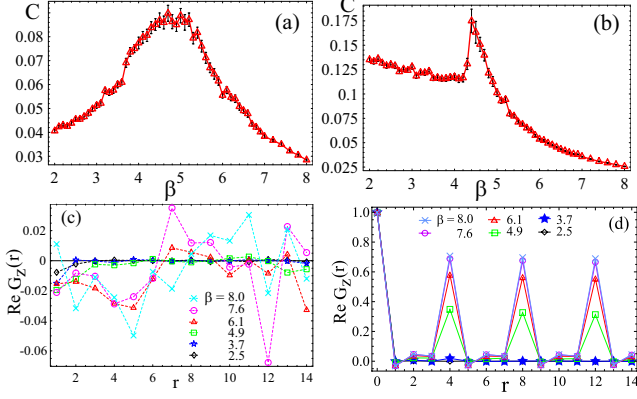 C
(a)
0.08
0.07
0.06
0.05
0.04
0.03
2 3 4 5 6 7 8
β
C
(b)
0.175
0.15
0.125
0.1
0.075
0.05
0.025
2 3 4 5 6 7 8
β
(c)
Re G_Z(r)
0.02
0
-0.02
-0.04
-0.06
β = 8.0
7.6
6.1
4.9
3.7
2.5
2 4 6 8 10 12 14
r
(d)
Re G_Z(r)
1.0
0.8
0.6
0.4
0.2
0.0
β = 8.0 6.1 3.7
7.6 4.9 2.5
0 2 4 6 8 10 12 14
r